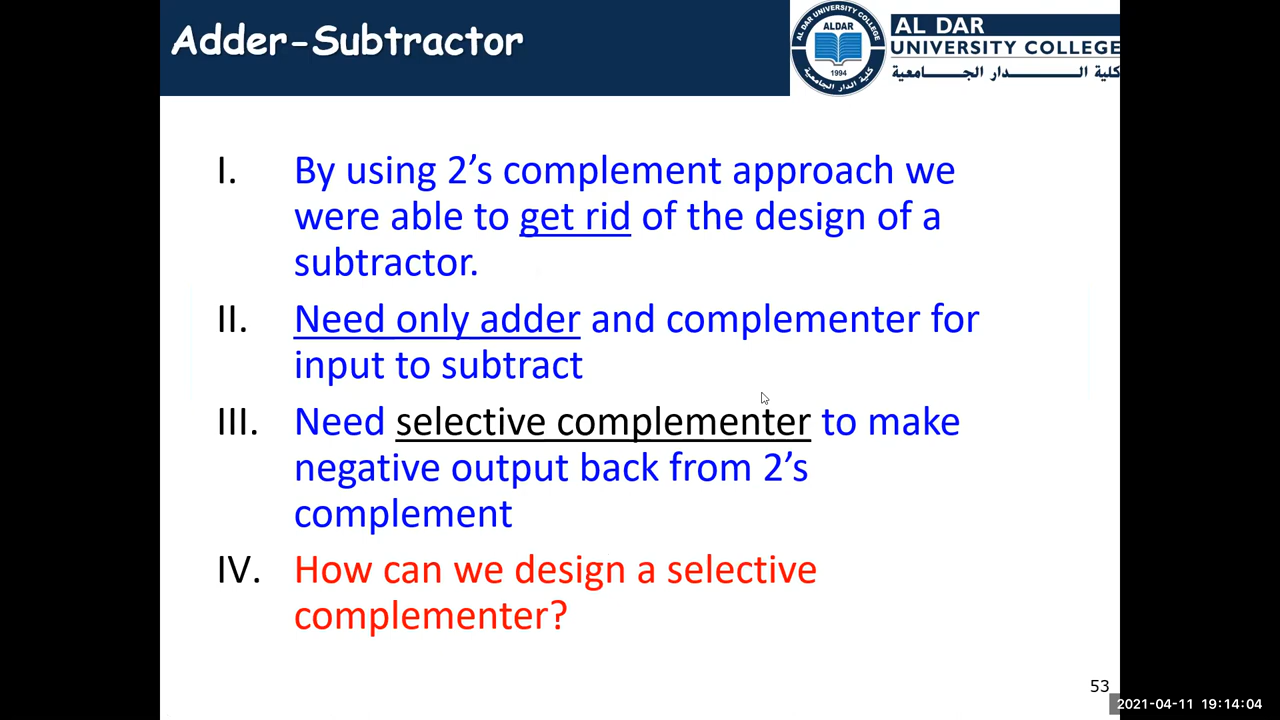 Adder-Subtractor
AL DAR UNIVERSITY COLLEGE
ALDAR
1994
كلية الدار الجامعية
AL DAR
UNIVERSITY COLLEGE
كلية الـــــدار الجـــــامعية
I. By using 2’s complement approach we
were able to get rid of the design of a
subtractor.
II. Need only adder and complementer for
input to subtract
III. Need selective complementer to make
negative output back from 2’s
complement
IV. How can we design a selective
complementer?
53
2021-04-11 19:14:04